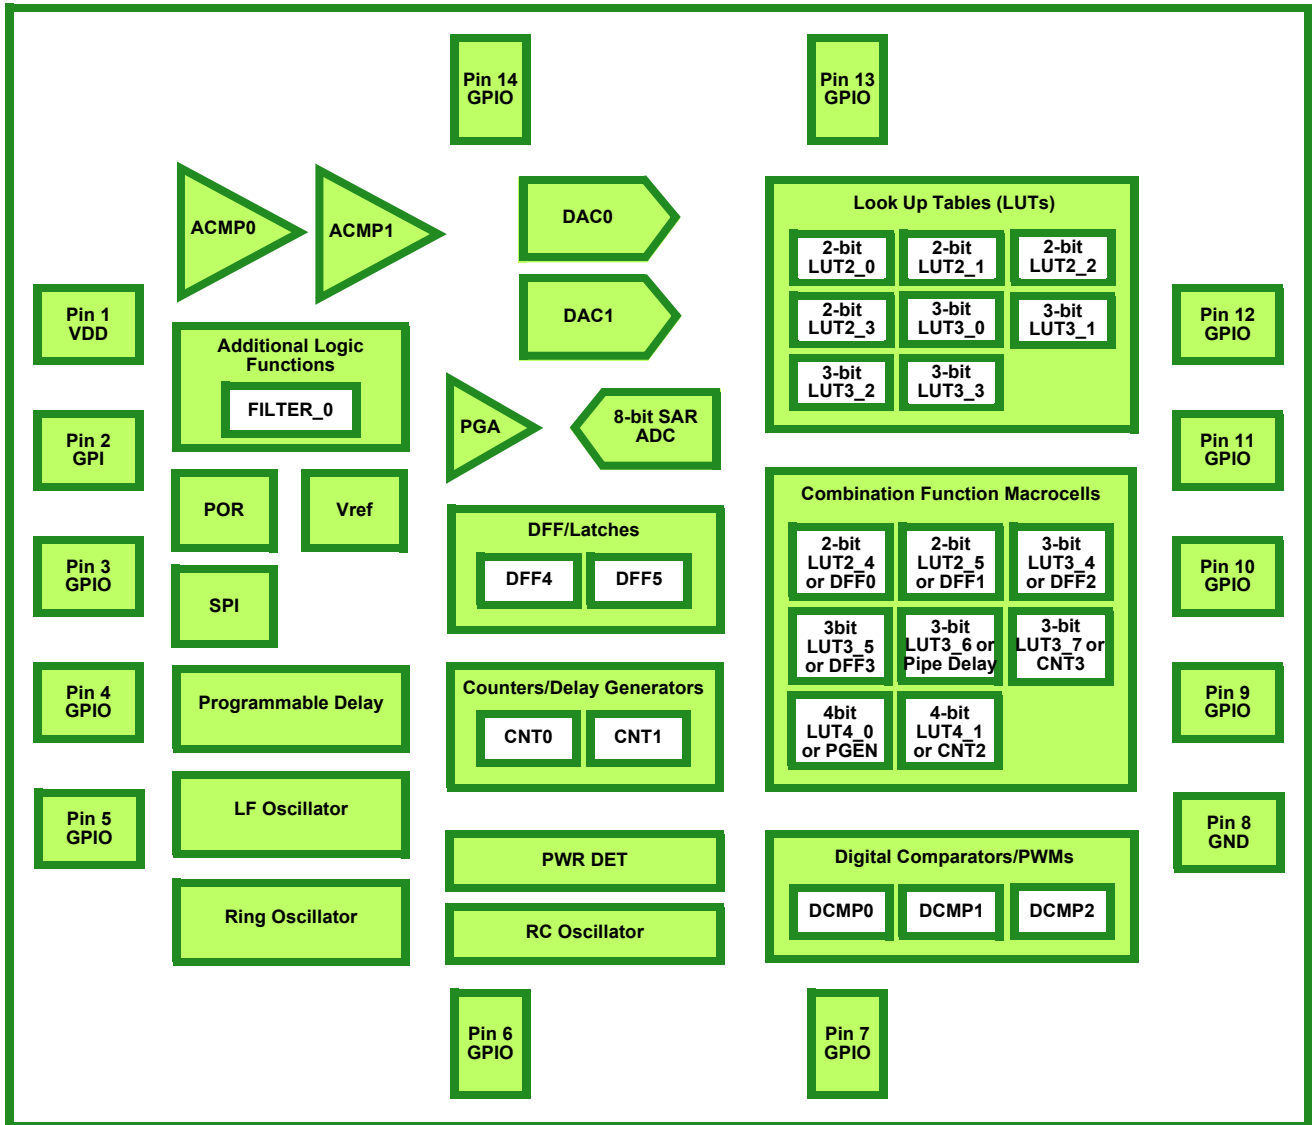 Pin 14
GPIO
Pin 13
GPIO
ACMP0
ACMP1
DAC0
DAC1
Look Up Tables (LUTs)
2-bit
LUT2_0
2-bit
LUT2_1
2-bit
LUT2_2
2-bit
LUT2_3
3-bit
LUT3_0
3-bit
LUT3_1
3-bit
LUT3_2
3-bit
LUT3_3
Pin 1
VDD
Pin 2
GPI
Pin 3
GPIO
Pin 4
GPIO
Pin 5
GPIO
Additional Logic
Functions
FILTER_0
PGA
8-bit SAR
ADC
POR
Vref
SPI
DFF/Latches
DFF4
DFF5
Combination Function Macrocells
2-bit
LUT2_4
or DFF0
2-bit
LUT2_5
or DFF1
3-bit
LUT3_4
or DFF2
3bit
LUT3_5
or DFF3
3-bit
LUT3_6 or
Pipe Delay
3-bit
LUT3_7 or
CNT3
4bit
LUT4_0
or PGEN
4-bit
LUT4_1
or CNT2
Programmable Delay
Counters/Delay Generators
CNT0
CNT1
LF Oscillator
Ring Oscillator
PWR DET
RC Oscillator
Digital Comparators/PWMs
DCMP0
DCMP1
DCMP2
Pin 12
GPIO
Pin 11
GPIO
Pin 10
GPIO
Pin 9
GPIO
Pin 8
GND
Pin 6
GPIO
Pin 7
GPIO